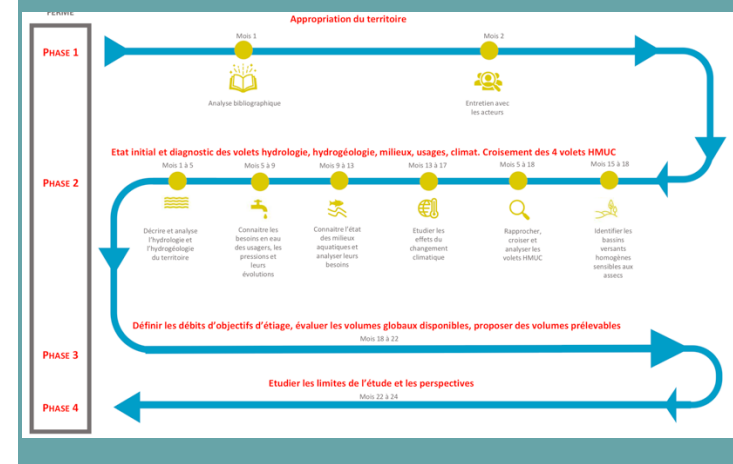 FERME
Appropriation du territoire
PHASE 1
Mois 1
Mois 2
Analyse bibliographique
Entretien avec
les acteurs
Etat initial et diagnostic des volets hydrologie, hydrogéologie, milieux, usages, climat. Croisement des 4 volets HMUC
PHASE 2
Mois 1 à 5
Mois 5 à 9
Mois 9 à 13
Mois 13 à 17
Mois 5 à 18
Mois 15 à 18
Décrire et analyse
l'hydrologie et
l'hydrogéologie
du territoire
Connaitre les
besoins en eau
des usagers, les
pressions et
leurs
évolutions
Connaitre l'état
des milieux
aquatiques et
analyser leurs
besoins
Etudier les
effets du
changement
climatique
Rapprocher,
croiser et
analyser les
volets HMUC
Identifier les
bassins
versants
homogènes
sensibles aux
assecs
Définir les débits d'objectifs d'étiage, évaluer les volumes globaux disponibles, proposer des volumes prélevables
Mois 18 à 22
PHASE 3
Etudier les limites de l'étude et les perspectives
Mois 22 à 24
PHASE 4